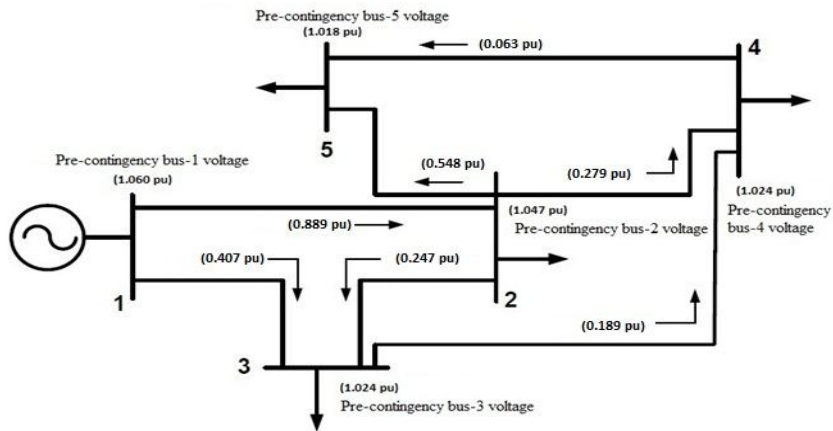 Pre-contingency bus-5 voltage
(1.018 pu)
(0.063 pu)
4
5
Pre-contingency bus-1 voltage
(1.060 pu)
(0.548 pu)
(0.279 pu)
(1.024 pu)
Pre-contingency
bus-4 voltage
(1.047 pu)
Pre-contingency bus-2 voltage
(0.889 pu)
(0.407 pu)
(0.247 pu)
1
2
(0.189 pu)
3
(1.024 pu)
Pre-contingency bus-3 voltage